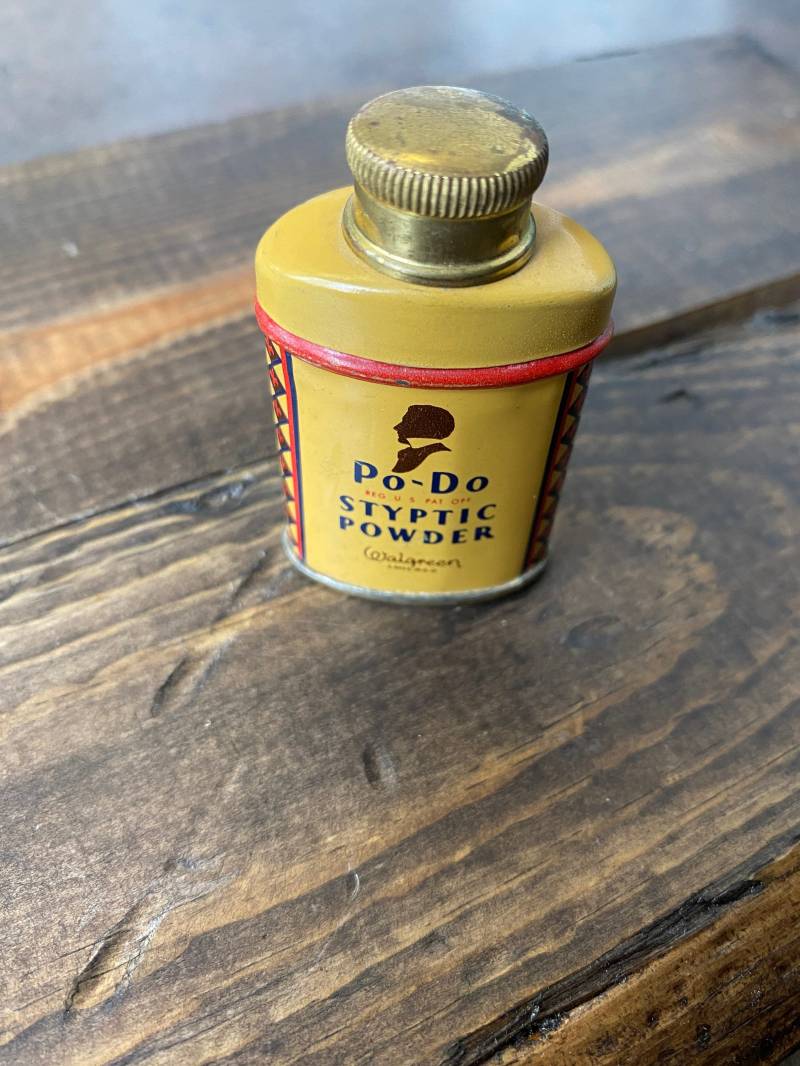 Po-Do
REG U S PAT OFF
STYPTIC
POWDER
Walgreen